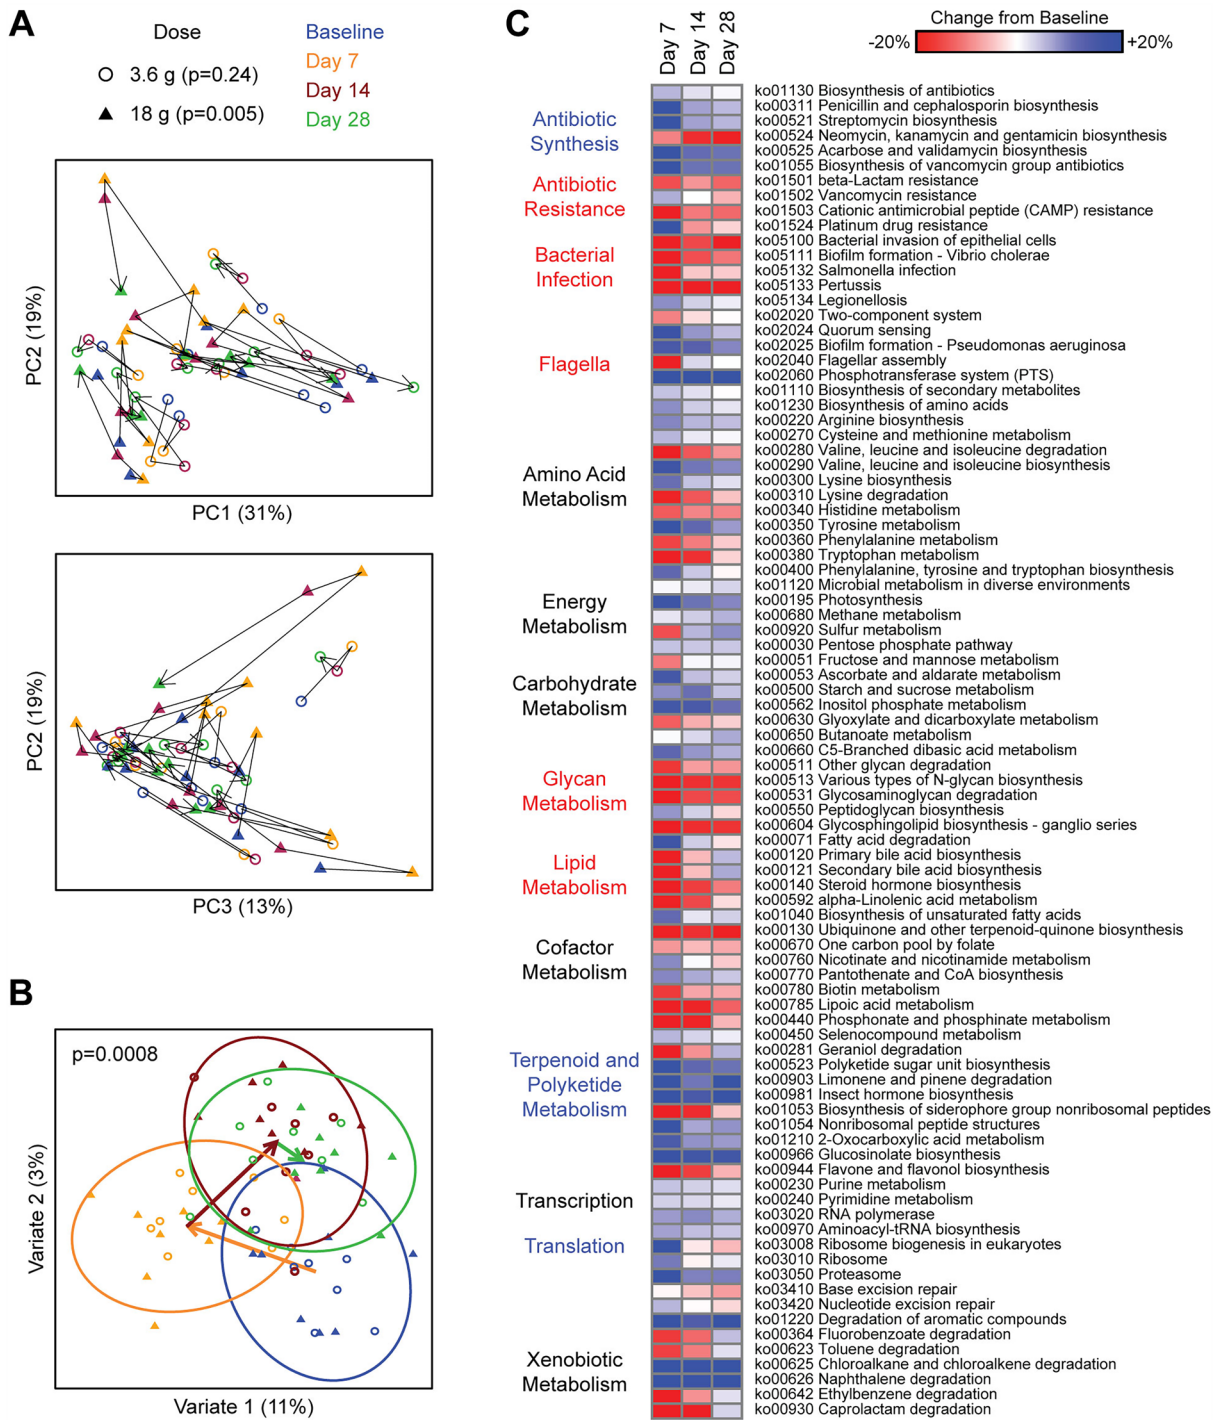 A
Dose
3.6 g (p=0.24)
18 g (p=0.005)
Baseline
Day 7
Day 14
Day 28
PC2 (19%)
PC1 (31%)
PC2 (19%)
PC3 (13%)
B
p=0.0008
Variate 2 (3%)
Variate 1 (11%)
C
Day 7
Day 14
Day 28
Change from Baseline
-20%
+20%
Antibiotic
Synthesis
Antibiotic
Resistance
Bacterial
Infection
Flagella
Amino Acid
Metabolism
Energy
Metabolism
Carbohydrate
Metabolism
Glycan
Metabolism
Lipid
Metabolism
Cofactor
Metabolism
Terpenoid and
Polyketide
Metabolism
Transcription
Translation
Xenobiotic
Metabolism
ko01130 Biosynthesis of antibiotics
ko00311 Penicillin and cephalosporin biosynthesis
ko00521 Streptomycin biosynthesis
ko00524 Neomycin, kanamycin and gentamicin biosynthesis
ko00525 Acarbose and validamycin biosynthesis
ko01055 Biosynthesis of vancomycin group antibiotics
ko01501 beta-Lactam resistance
ko01502 Vancomycin resistance
ko01503 Cationic antimicrobial peptide (CAMP) resistance
ko01524 Platinum drug resistance
ko05100 Bacterial invasion of epithelial cells
ko05111 Biofilm formation - Vibrio cholerae
ko05132 Salmonella infection
ko05133 Pertussis
ko05134 Legionellosis
ko02020 Two-component system
ko02024 Quorum sensing
ko02025 Biofilm formation - Pseudomonas aeruginosa
ko02040 Flagellar assembly
ko02060 Phosphotransferase system (PTS)
ko01110 Biosynthesis of secondary metabolites
ko01230 Biosynthesis of amino acids
ko00220 Arginine biosynthesis
ko00270 Cysteine and methionine metabolism
ko00280 Valine, leucine and isoleucine degradation
ko00290 Valine, leucine and isoleucine biosynthesis
ko00300 Lysine biosynthesis
ko00310 Lysine degradation
ko00340 Histidine metabolism
ko00350 Tyrosine metabolism
ko00360 Phenylalanine metabolism
ko00380 Tryptophan metabolism
ko00400 Phenylalanine, tyrosine and tryptophan biosynthesis
ko01120 Microbial metabolism in diverse environments
ko00195 Photosynthesis
ko00680 Methane metabolism
ko00920 Sulfur metabolism
ko00030 Pentose phosphate pathway
ko00051 Fructose and mannose metabolism
ko00053 Ascorbate and aldarate metabolism
ko00500 Starch and sucrose metabolism
ko00562 Inositol phosphate metabolism
ko00630 Glyoxylate and dicarboxylate metabolism
ko00650 Butanoate metabolism
ko00660 C5-Branched dibasic acid metabolism
ko00511 Other glycan degradation
ko00513 Various types of N-glycan biosynthesis
ko00531 Glycosaminoglycan degradation
ko00550 Peptidoglycan biosynthesis
ko00604 Glycosphingolipid biosynthesis - ganglio series
ko00071 Fatty acid degradation
ko00120 Primary bile acid biosynthesis
ko00121 Secondary bile acid biosynthesis
ko00140 Steroid hormone biosynthesis
ko00592 alpha-Linolenic acid metabolism
ko01040 Biosynthesis of unsaturated fatty acids
ko00130 Ubiquinone and other terpenoid-quinone biosynthesis
ko00670 One carbon pool by folate
ko00760 Nicotinate and nicotinamide metabolism
ko00770 Pantothenate and CoA biosynthesis
ko00780 Biotin metabolism
ko00785 Lipoic acid metabolism
ko00440 Phosphonate and phosphinate metabolism
ko00450 Selenocompound metabolism
ko00281 Geraniol degradation
ko00523 Polyketide sugar unit biosynthesis
ko00903 Limonene and pinene degradation
ko00981 Insect hormone biosynthesis
ko01053 Biosynthesis of siderophore group nonribosomal peptides
ko01054 Nonribosomal peptide structures
ko01210 2-Oxocarboxylic acid metabolism
ko00966 Glucosinolate biosynthesis
ko00944 Flavone and flavonol biosynthesis
ko00230 Purine metabolism
ko00240 Pyrimidine metabolism
ko03020 RNA polymerase
ko00970 Aminoacyl-tRNA biosynthesis
ko03008 Ribosome biogenesis in eukaryotes
ko03010 Ribosome
ko03050 Proteasome
ko03410 Base excision repair
ko03420 Nucleotide excision repair
ko01220 Degradation of aromatic compounds
ko00364 Fluorobenzoate degradation
ko00623 Toluene degradation
ko00625 Chloroalkane and chloroalkene degradation
ko00626 Naphthalene degradation
ko00642 Ethylbenzene degradation
ko00930 Caprolactam degradation